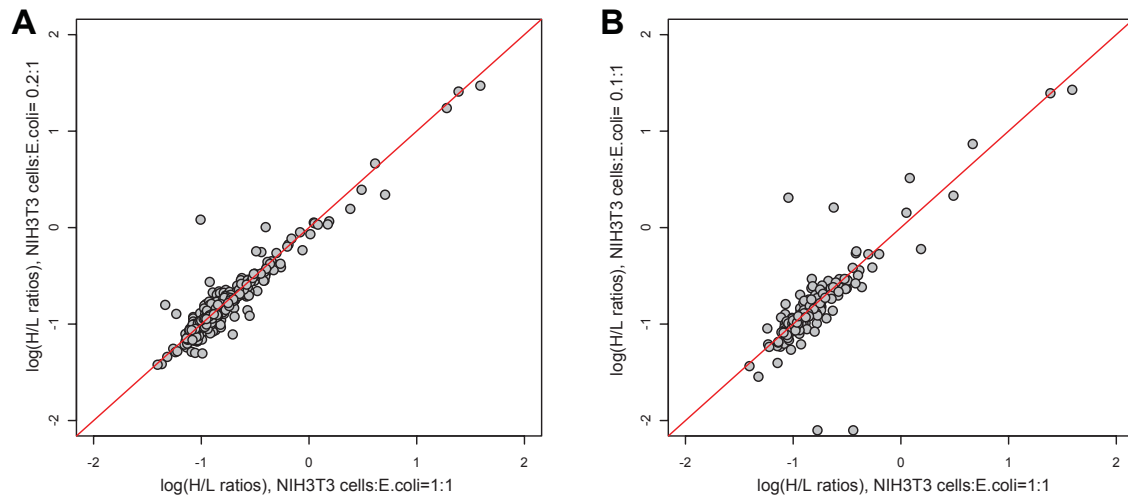 A
log(H/L ratios), NIH3T3 cells:E.coli= 0.2:1
2
1
0
-1
-2
-2 -1 0 1 2
log(H/L ratios), NIH3T3 cells:E.coli=1:1
B
log(H/L ratios), NIH3T3 cells:E.coli= 0.1:1
2
1
0
-1
-2
-2 -1 0 1 2
log(H/L ratios), NIH3T3 cells:E.coli=1:1